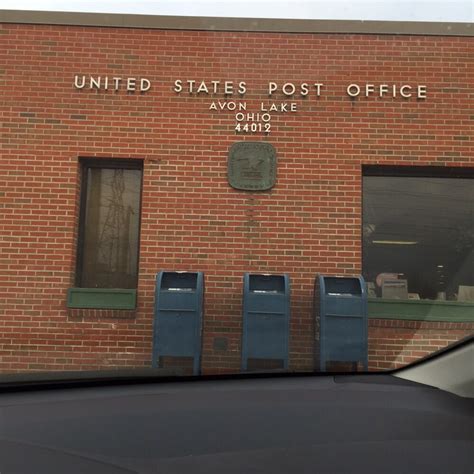 UNITED STATES POST OFFICE
AVON LAKE
OHIO
44012